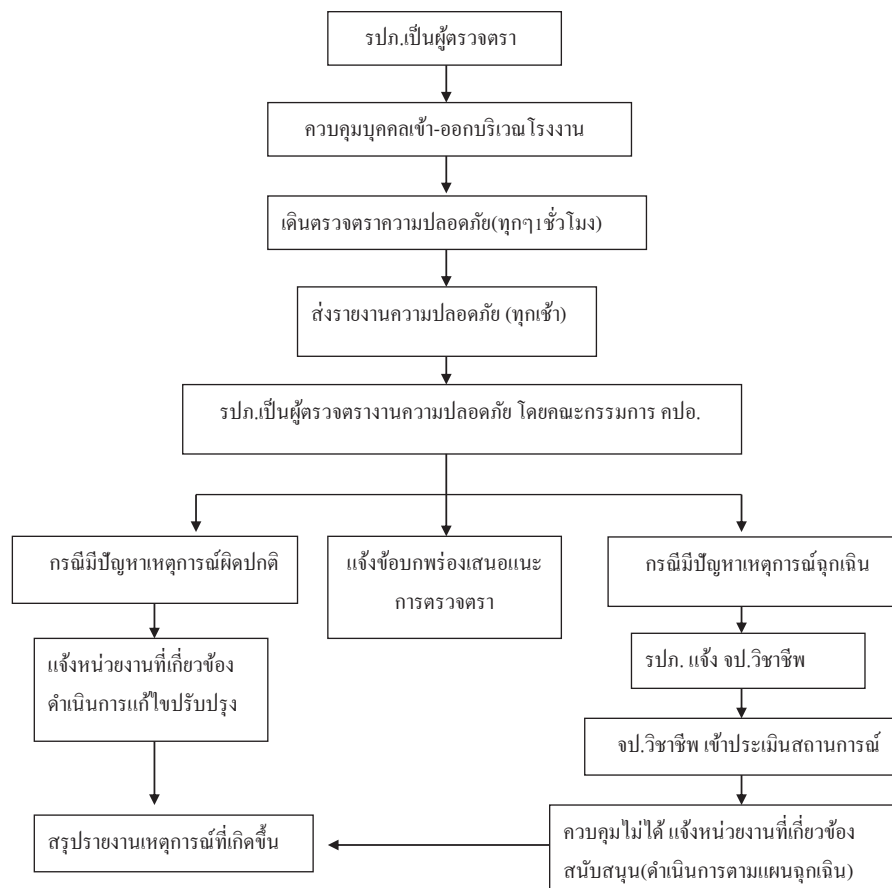 รปภ.เป็นผู้ตรวจตรา
ควบคุมบุคคลเข้า-ออกบริเวณโรงงาน
เดินตรวจตราความปลอดภัย(ทุกๆ1ชั่วโมง)
ส่งรายงานความปลอดภัย (ทุกเช้า)
รปภ.เป็นผู้ตรวจตรางานความปลอดภัย โดยคณะกรรมการ คปอ.
กรณีมีปัญหาเหตุการณ์ผิดปกติ
แจ้งข้อบกพร่องเสนอแนะ
การตรวจตรา
กรณีมีปัญหาเหตุการณ์ฉุกเฉิน
แจ้งหน่วยงานที่เกี่ยวข้อง
ดำเนินการแก้ไขปรับปรุง
รปภ. แจ้ง จป.วิชาชีพ
จป.วิชาชีพ เข้าประเมินสถานการณ์
สรุปรายงานเหตุการณ์ที่เกิดขึ้น
ควบคุมไม่ได้ แจ้งหน่วยงานที่เกี่ยวข้อง
สนับสนุน(ดำเนินการตามแผนฉุกเฉิน)